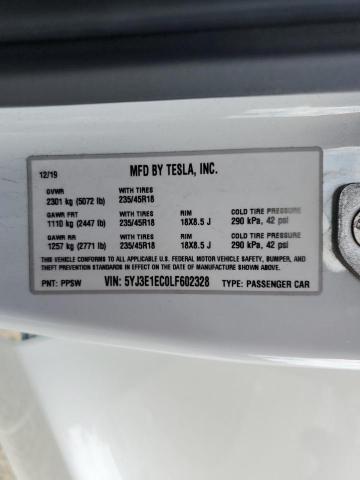 12/19 MFD BY TESLA, INC.
GVWR WITH TIRES
2301 kg (5072 lb) 235/45R18
GAWR FRT WITH TIRES RIM COLD TIRE PRESSURE
1110 kg (2447 lb) 235/45R18 18X8.5 J 290 kPa, 42 psi
GAWR RR WITH TIRES RIM COLD TIRE PRESSURE
1257 kg (2771 lb) 235/45R18 18X8.5 J 290 kPa, 42 psi
THIS VEHICLE CONFORMS TO ALL APPLICABLE U.S. FEDERAL MOTOR VEHICLE SAFETY, BUMPER, AND
THEFT PREVENTION STANDARDS IN EFFECT ON THE DATE OF MANUFACTURE SHOWN ABOVE.
PNT: PPSW VIN: 5YJ3E1EC0LF602328 TYPE: PASSENGER CAR